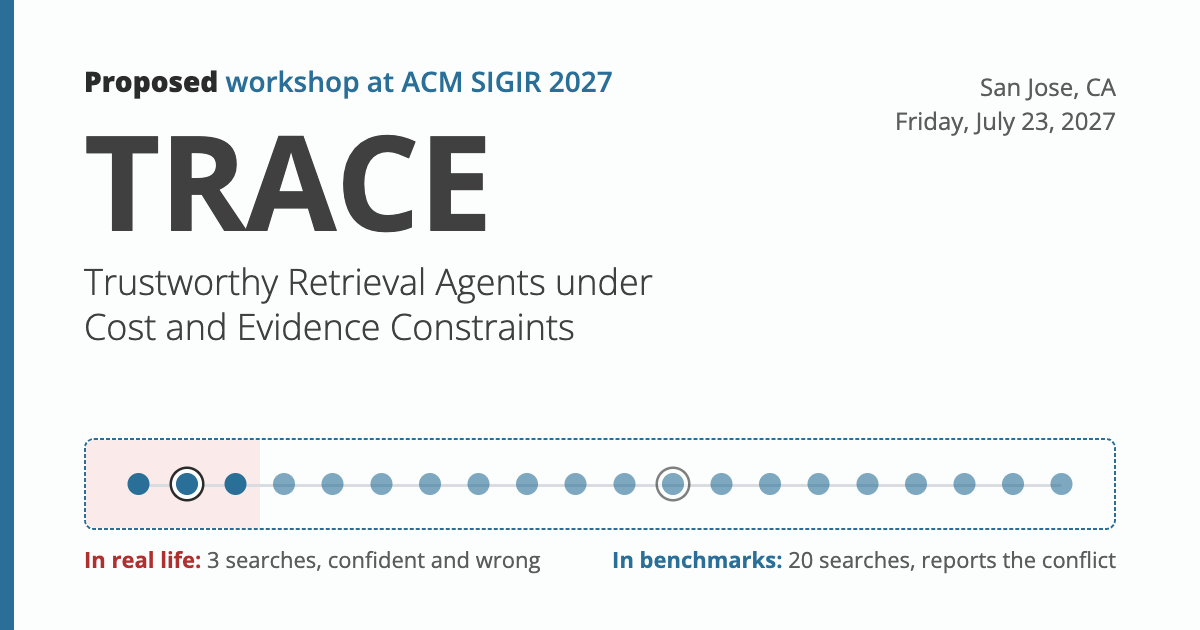 Proposed workshop at ACM SIGIR 2027
San Jose, CA
Friday, July 23, 2027
TRACE
Trustworthy Retrieval Agents under
Cost and Evidence Constraints
In real life: 3 searches, confident and wrong
In benchmarks: 20 searches, reports the conflict